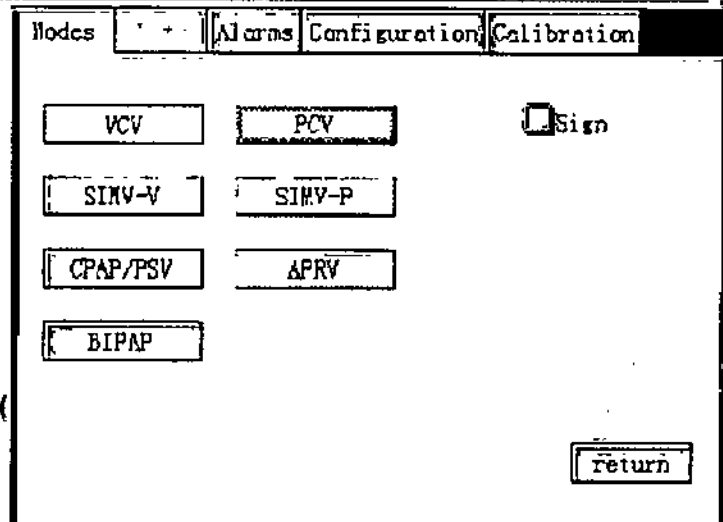 Modes Alarms Configuration Calibration
VCV PCV Sign
SIMV-V SIMV-P
CPAP/PSV APRV
BIPAP
return